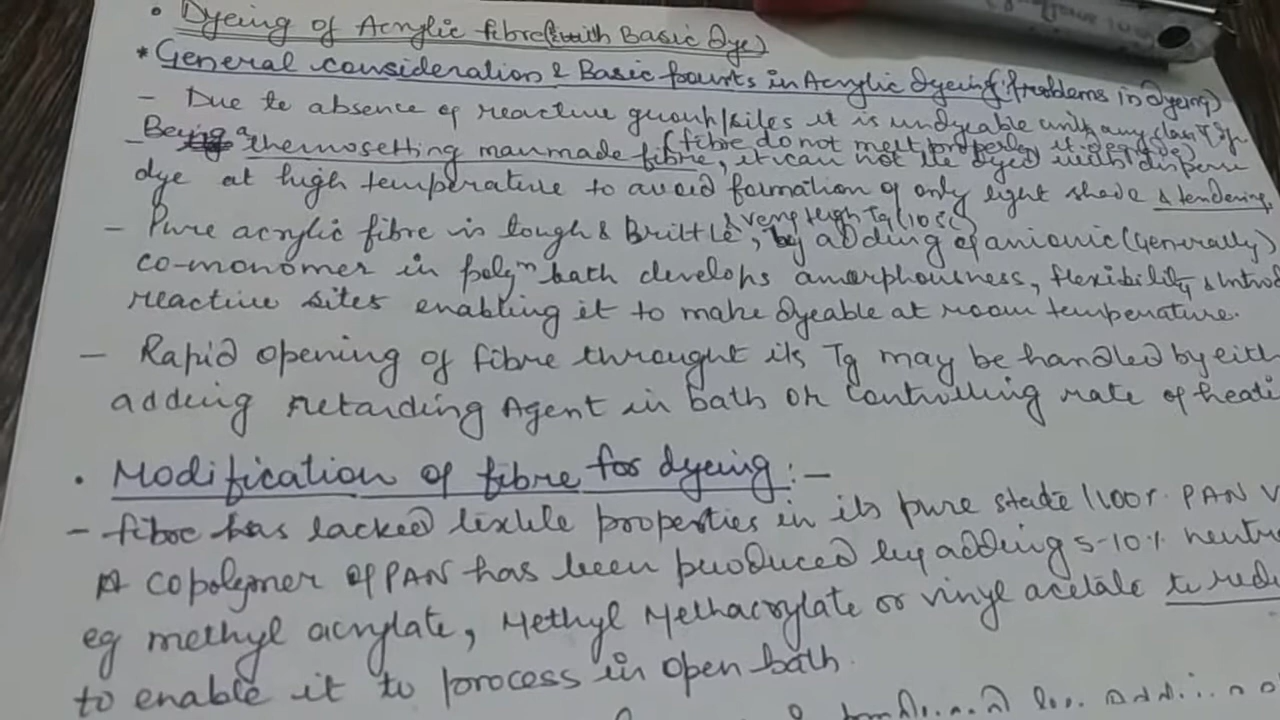 • Dyeing of Acrylic fibre (with Basic Dye)
* General consideration & Basic points in Acrylic Dyeing (Problems in dyeing)
- Due to absence of reactive group/sites it is undyeable with any class of
(fibre do not melt properly it
- Being a thermosetting manmade fibre, it can not be dyed with disperse
dye at high temperature to avoid formation of only light shade & tendering
& very high Tg (105c)
- Pure acrylic fibre is tough & Brittle, by adding of anionic (Generally)
co-monomer in polymn bath develops amorphousness, flexibility & Introd
reactive sites enabling it to make dyeable at room temperature.
- Rapid opening of fibre throught its Tg may be handled by eith
adding retarding Agent in bath or Controlling rate of heati
• Modification of fibre for dyeing :-
- fibre has lacked textile properties in its pure state (100% PAN
A copolymer of PAN has been produced by adding 5-10% neutr
eg methyl acrylate, Methyl Methacrylate or vinyl acetate to redu
to enable it to process in open bath.